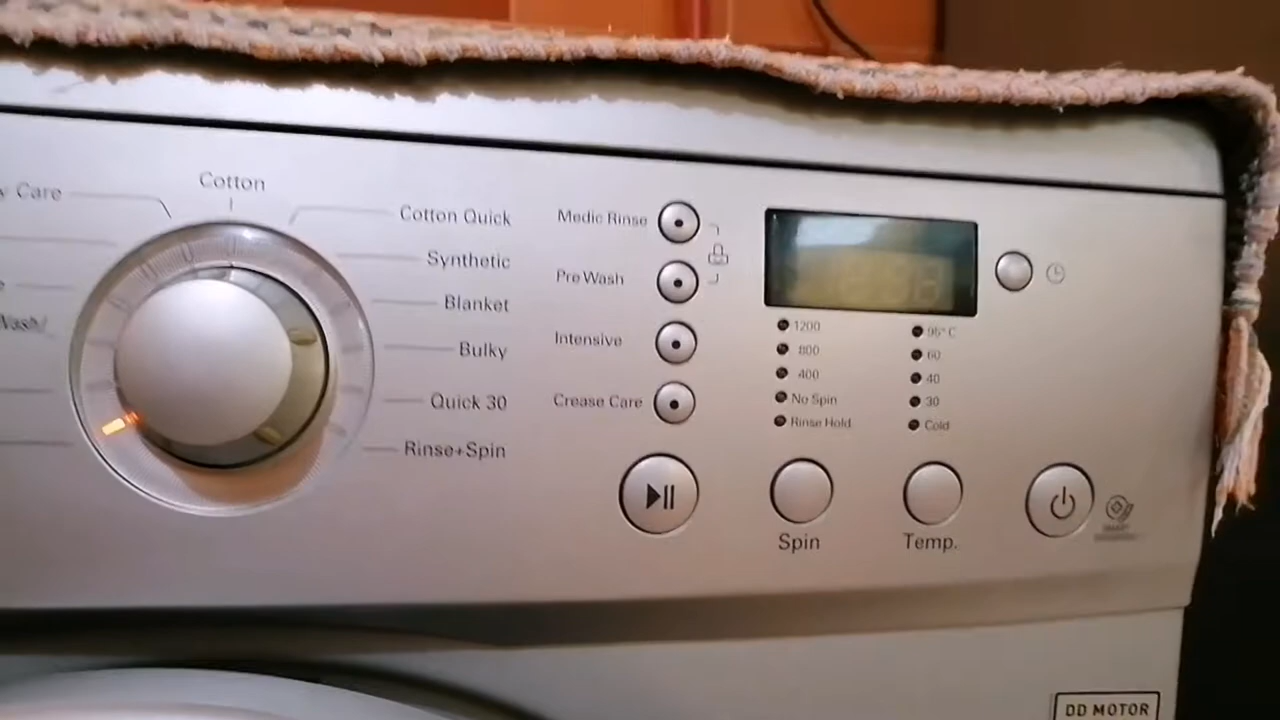 Care
Cotton
Cotton Quick
Synthetic
Blanket
Bulky
Quick 30
Rinse+Spin
Wash/
Medic Rinse
Pre Wash
Intensive
Crease Care
1200
800
400
No Spin
Rinse Hold
95° C
60
40
30
Cold
Spin
Temp.
DD MOTOR